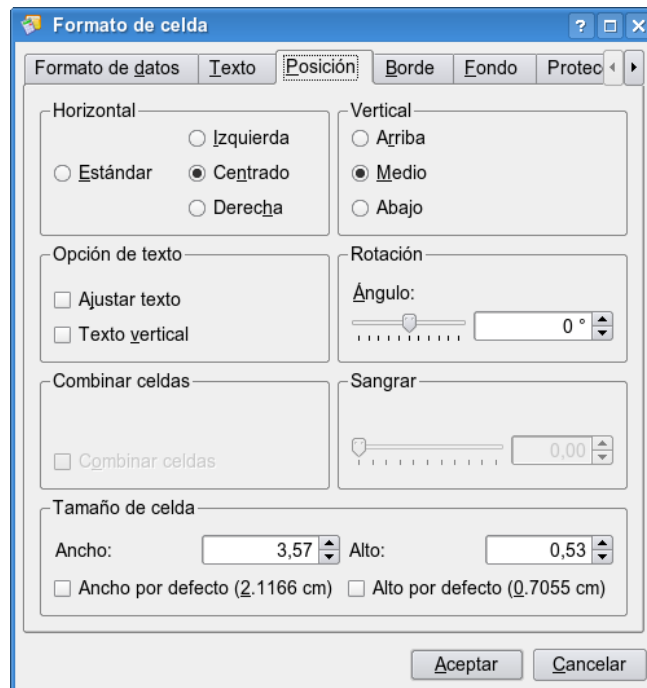 Formato de celda
Formato de datos Texto Posición Borde Fondo Protec
Horizontal
Izquierda
Estándar
Centrado
Derecha
Vertical
Arriba
Medio
Abajo
Opción de texto
Ajustar texto
Texto vertical
Rotación
Ángulo:
0 °
Combinar celdas
Combinar celdas
Sangrar
0,00
Tamaño de celda
Ancho: 3,57 Alto: 0,53
Ancho por defecto (2.1166 cm) Alto por defecto (0.7055 cm)
Aceptar Cancelar